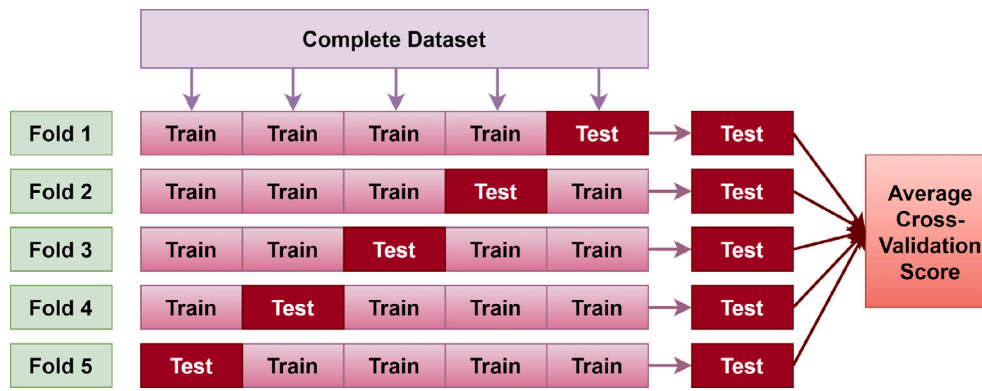 Complete Dataset
Fold 1 Train Train Train Train Test Test
Fold 2 Train Train Train Test Train Test
Fold 3 Train Train Test Train Train Test
Fold 4 Train Test Train Train Train Test
Fold 5 Test Train Train Train Train Test
Average
Cross-
Validation
Score